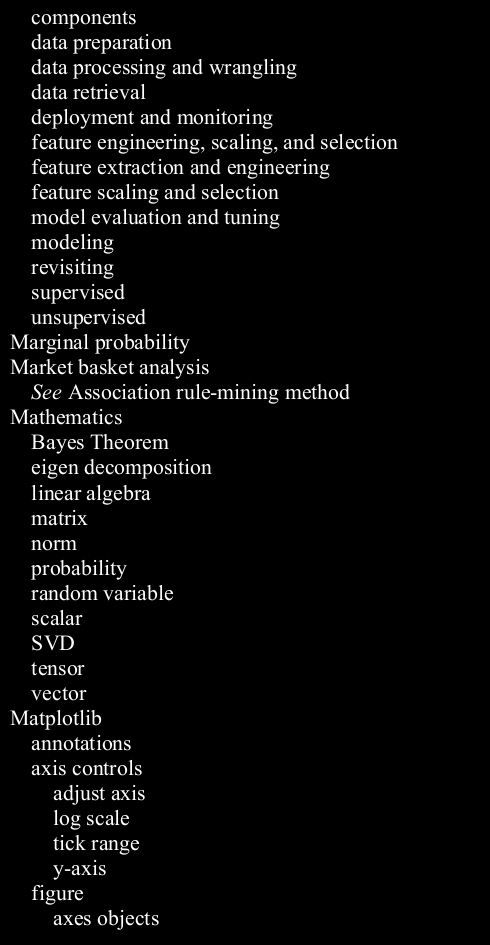 components
data preparation
data processing and wrangling
data retrieval
deployment and monitoring
feature engineering, scaling, and selection
feature extraction and engineering
feature scaling and selection
model evaluation and tuning
modeling
revisiting
supervised
unsupervised
Marginal probability
Market basket analysis
See Association rule-mining method
Mathematics
Bayes Theorem
eigen decomposition
linear algebra
matrix
norm
probability
random variable
scalar
SVD
tensor
vector
Matplotlib
annotations
axis controls
adjust axis
log scale
tick range
y-axis
figure
axes objects